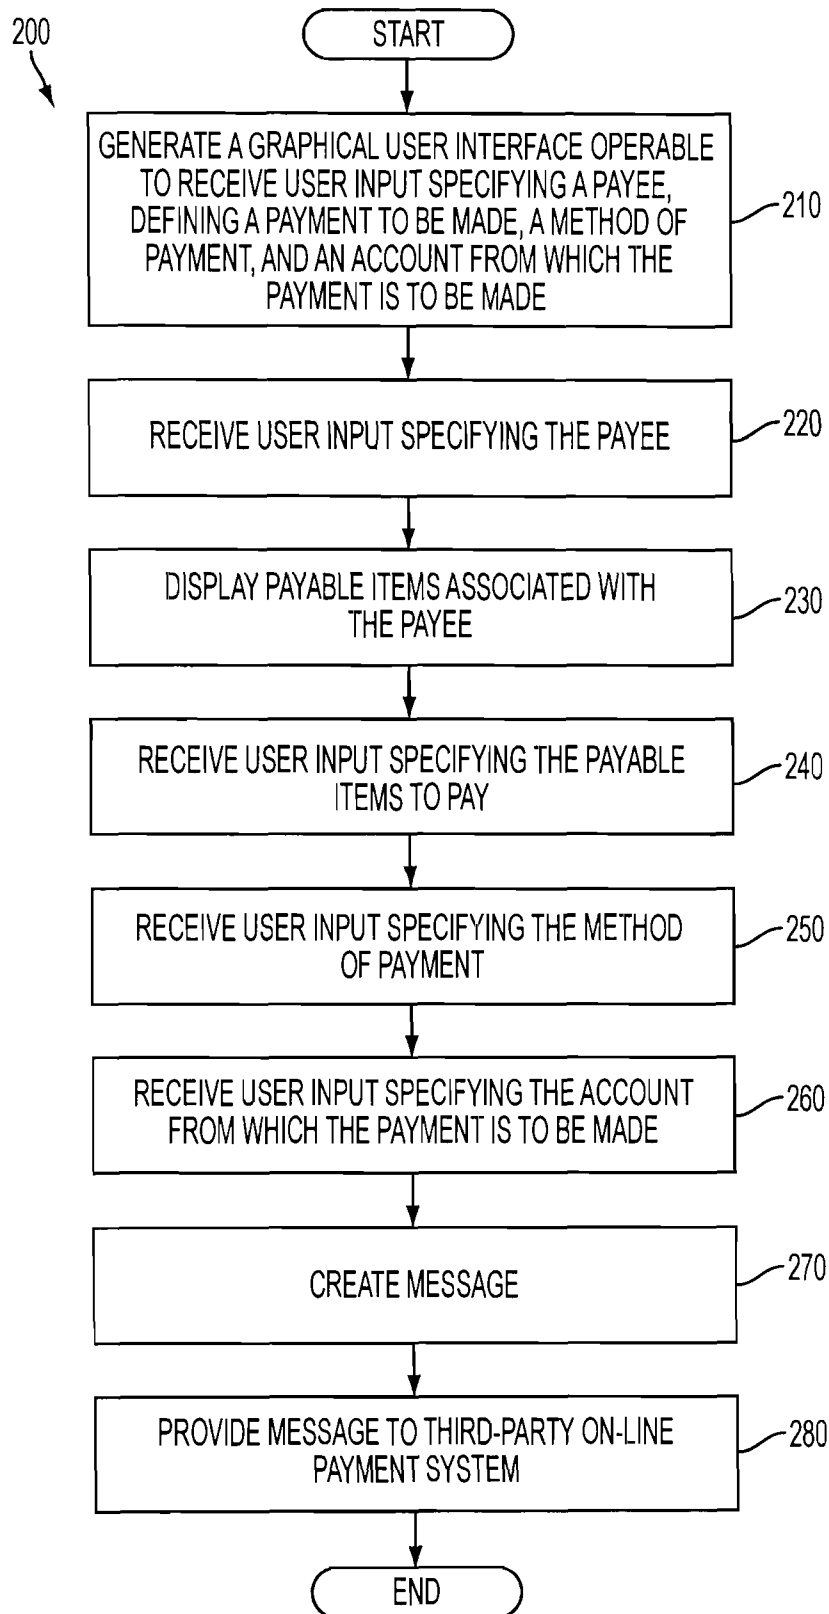 200
START
GENERATE A GRAPHICAL USER INTERFACE OPERABLE
TO RECEIVE USER INPUT SPECIFYING A PAYEE,
DEFINING A PAYMENT TO BE MADE, A METHOD OF
PAYMENT, AND AN ACCOUNT FROM WHICH THE
PAYMENT IS TO BE MADE
210
RECEIVE USER INPUT SPECIFYING THE PAYEE
220
DISPLAY PAYABLE ITEMS ASSOCIATED WITH
THE PAYEE
230
RECEIVE USER INPUT SPECIFYING THE PAYABLE
ITEMS TO PAY
240
RECEIVE USER INPUT SPECIFYING THE METHOD
OF PAYMENT
250
RECEIVE USER INPUT SPECIFYING THE ACCOUNT
FROM WHICH THE PAYMENT IS TO BE MADE
260
CREATE MESSAGE
270
PROVIDE MESSAGE TO THIRD-PARTY ON-LINE
PAYMENT SYSTEM
280
END